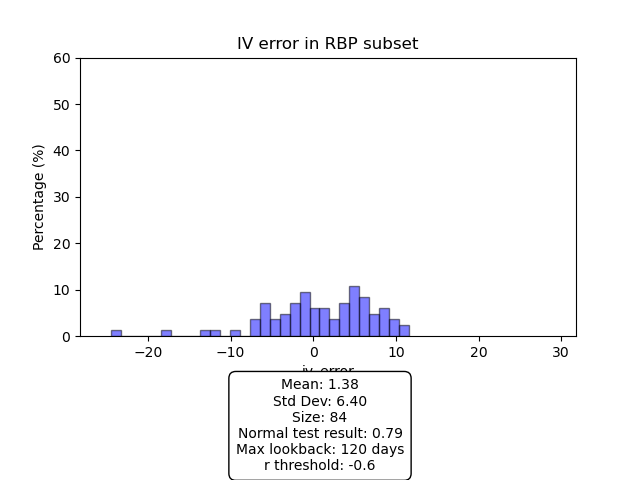 IV error in RBP subset
60
50
40
30
20
10
0
Percentage (%)
−20 −10 0 10 20 30
iv_error
Mean: 1.38
Std Dev: 6.40
Size: 84
Normal test result: 0.79
Max lookback: 120 days
r threshold: -0.6